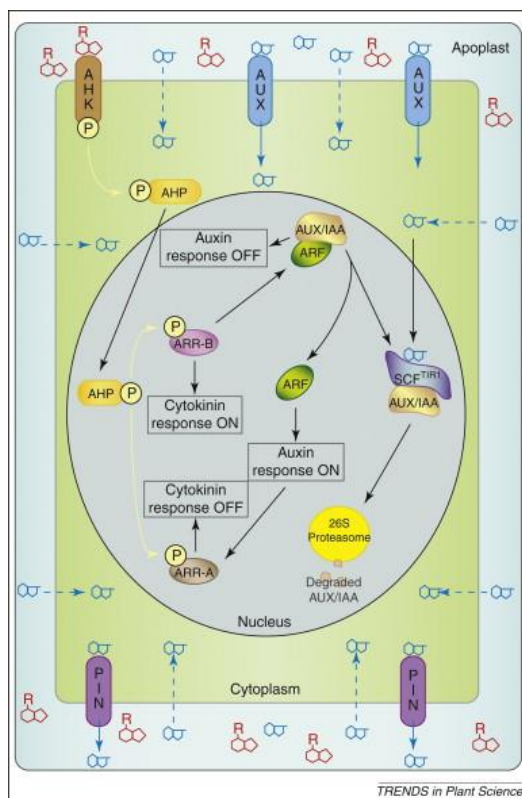 Apoplast
R
R
R
R
R
A
H
K
A
U
X
A
U
X
P
P
AHP
AUX/IAA
ARF
Auxin
response OFF
P
ARR-B
SCF^TIR1
AUX/IAA
AHP
P
ARF
Cytokinin
response ON
Auxin
response ON
Cytokinin
response OFF
26S
Proteasome
P
ARR-A
Degraded
AUX/IAA
Nucleus
P
I
N
Cytoplasm
P
I
N
R
R
R
R
R
TRENDS in Plant Science